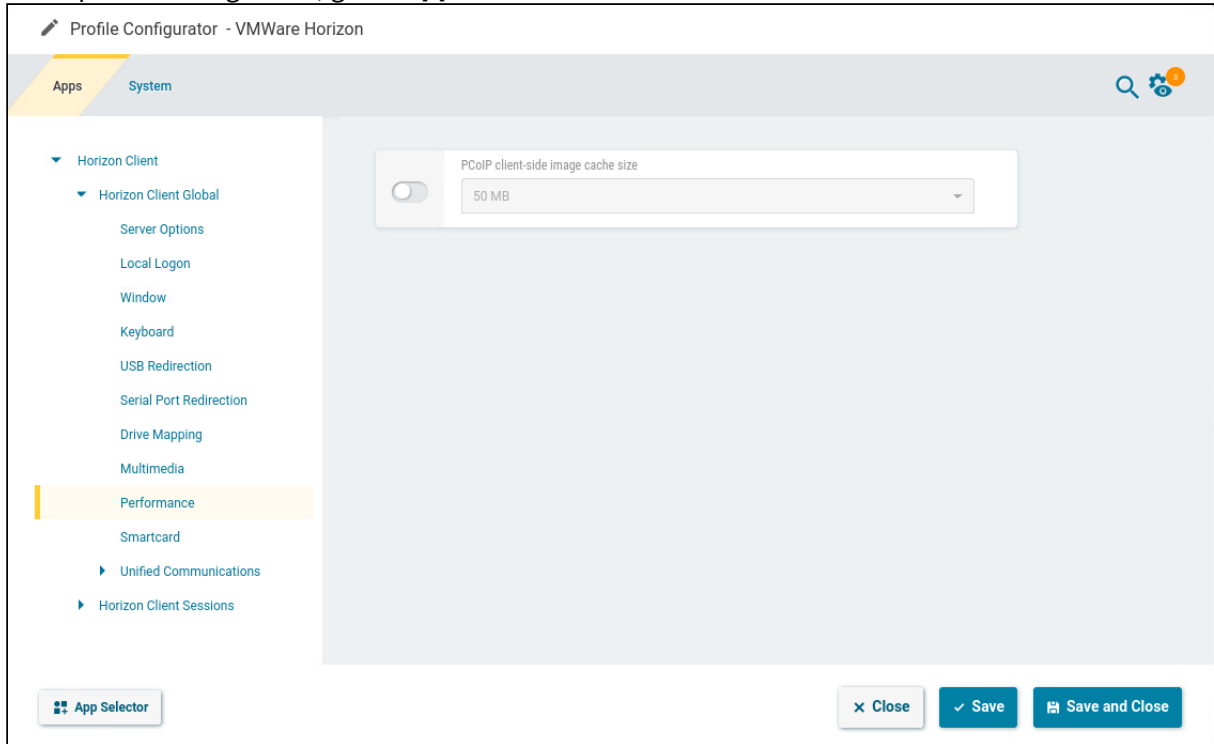 Profile Configurator - VMWare Horizon
Apps
System
Horizon Client
Horizon Client Global
Server Options
Local Logon
Window
Keyboard
USB Redirection
Serial Port Redirection
Drive Mapping
Multimedia
Performance
Smartcard
Unified Communications
Horizon Client Sessions
PCoIP client-side image cache size
50 MB
App Selector
Close
Save
Save and Close